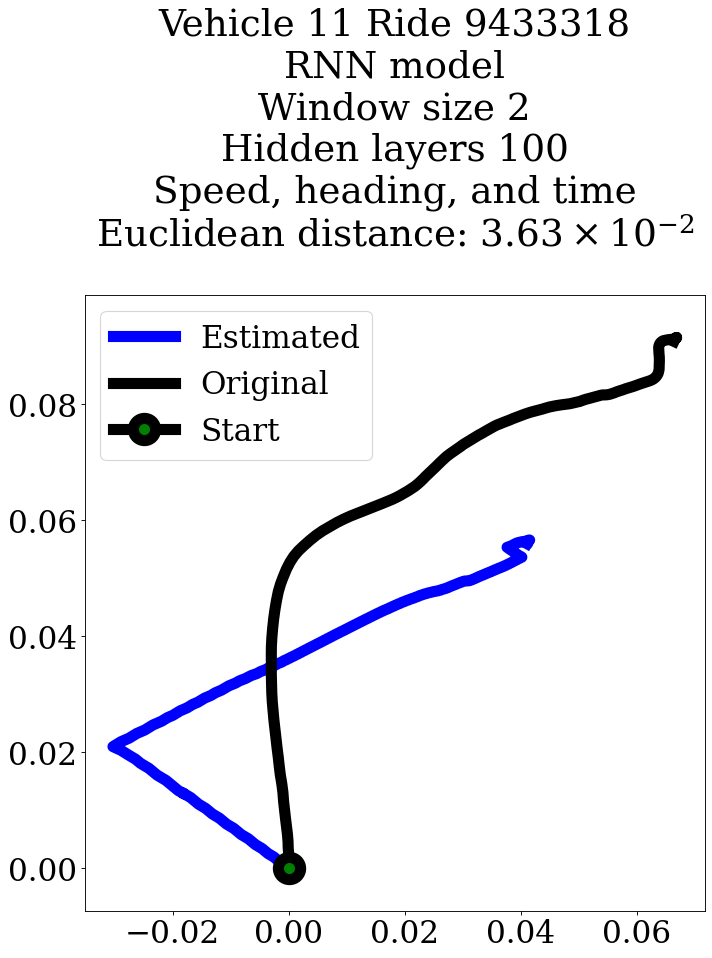 Vehicle 11 Ride 9433318
RNN model
Window size 2
Hidden layers 100
Speed, heading, and time
Euclidean distance: 3.63 × 10⁻²
Estimated
Original
Start
0.08
0.06
0.04
0.02
0.00
−0.02 0.00 0.02 0.04 0.06